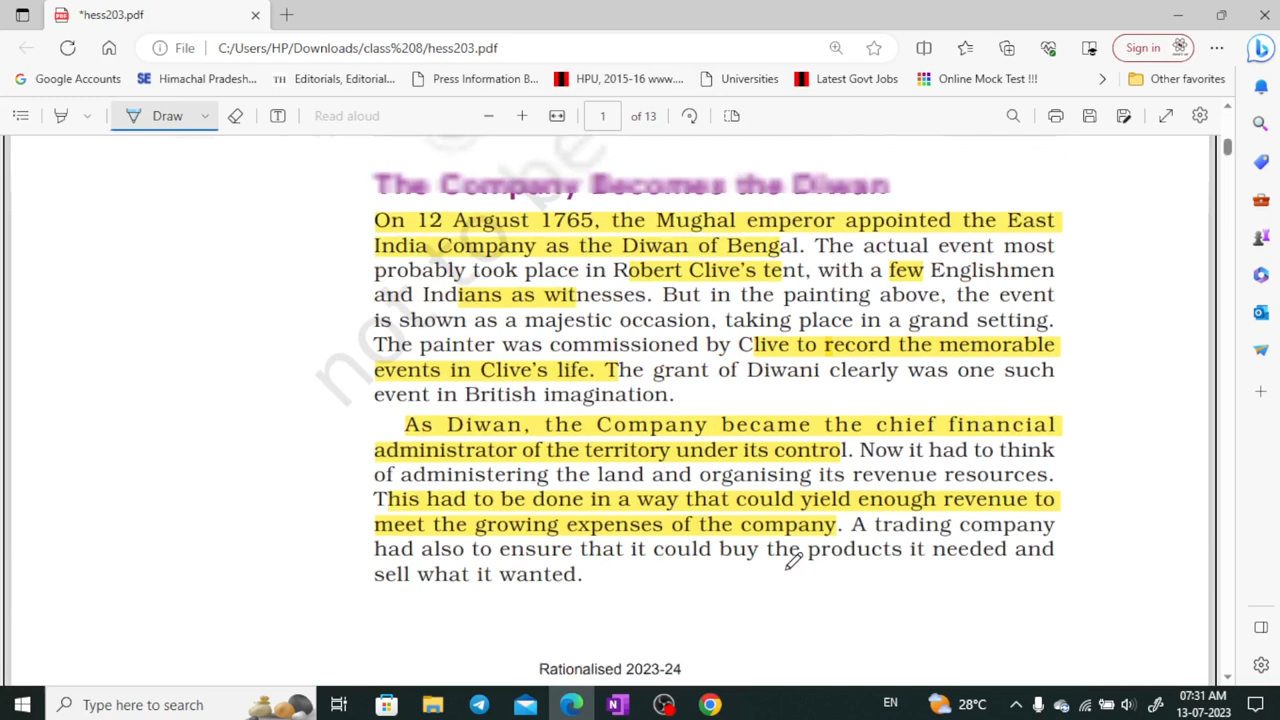 *hess203.pdf
File C:/Users/HP/Downloads/class%208/hess203.pdf Sign in
Google Accounts SE Himachal Pradesh... TH Editorials, Editorial... Press Information B... HPU, 2015-16 www.... Universities Latest Govt Jobs Online Mock Test !!! Other favorites
Draw Read aloud 1 of 13
not to be
The Company Becomes the Diwan
On 12 August 1765, the Mughal emperor appointed the East
India Company as the Diwan of Bengal. The actual event most
probably took place in Robert Clive's tent, with a few Englishmen
and Indians as witnesses. But in the painting above, the event
is shown as a majestic occasion, taking place in a grand setting.
The painter was commissioned by Clive to record the memorable
events in Clive's life. The grant of Diwani clearly was one such
event in British imagination.
As Diwan, the Company became the chief financial
administrator of the territory under its control. Now it had to think
of administering the land and organising its revenue resources.
This had to be done in a way that could yield enough revenue to
meet the growing expenses of the company. A trading company
had also to ensure that it could buy the products it needed and
sell what it wanted.
Rationalised 2023-24
Type here to search EN 28°C 07:31 AM
13-07-2023